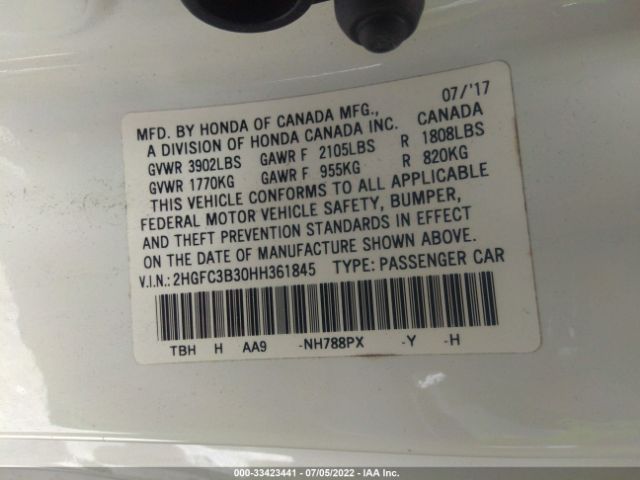 07/'17
MFD. BY HONDA OF CANADA MFG.,
A DIVISION OF HONDA CANADA INC. CANADA
GVWR 3902LBS GAWR F 2105LBS R 1808LBS
GVWR 1770KG GAWR F 955KG R 820KG
THIS VEHICLE CONFORMS TO ALL APPLICABLE
FEDERAL MOTOR VEHICLE SAFETY, BUMPER,
AND THEFT PREVENTION STANDARDS IN EFFECT
ON THE DATE OF MANUFACTURE SHOWN ABOVE.
V.I.N.: 2HGFC3B30HH361845 TYPE: PASSENGER CAR
TBH H AA9 -NH788PX -Y -H
000-33423441 - 07/05/2022 - IAA Inc.